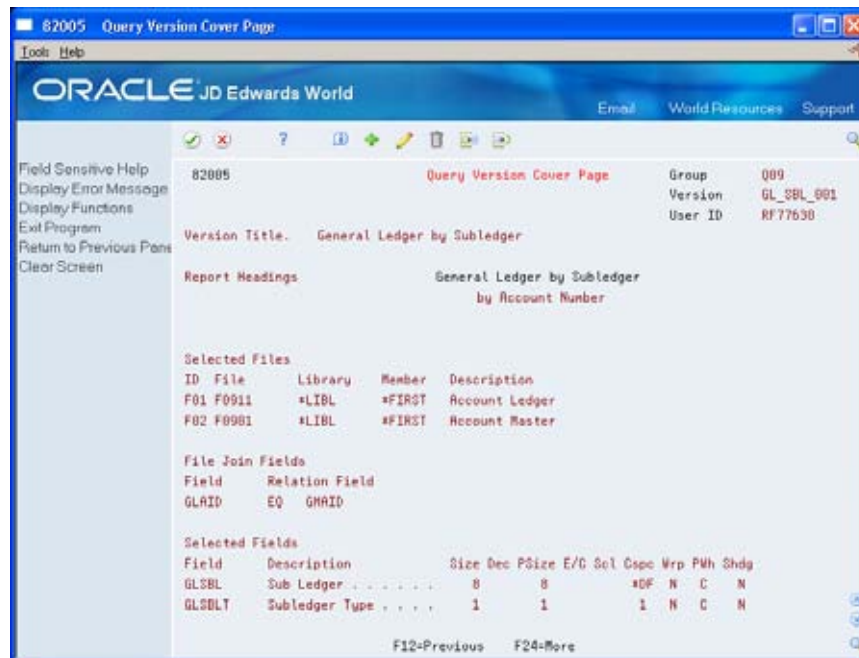 82005 Query Version Cover Page
Tools Help
ORACLE JD Edwards World
Email World Resources Support
Field Sensitive Help
Display Error Message
Display Functions
Exit Program
Return to Previous Pane
Clear Screen
82005 Query Version Cover Page Group Q09
Version GL_SBL_001
User ID RF77630
Version Title. General Ledger by Subledger
Report Headings General Ledger by Subledger
by Account Number
Selected Files
ID File Library Member Description
F01 F0911 *LIBL *FIRST Account Ledger
F02 F0901 *LIBL *FIRST Account Master
File Join Fields
Field Relation Field
GLAID EQ GMAID
Selected Fields
Field Description Size Dec PSize E/G Sel Cspc Wrp PWh Shdg
GLSBL Sub Ledger . . . . . . . 8 8 *DF N C N
GLSBLT Subledger Type . . . . 1 1 1 N C N
F12=Previous F24=More